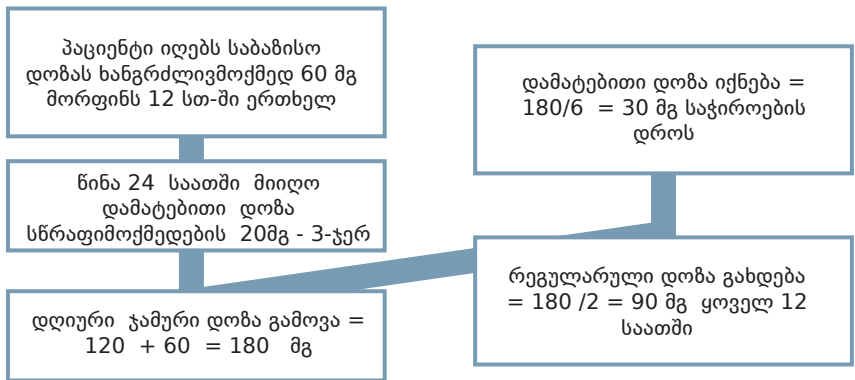 პაციენტი იღებს საბაზისო
დოზას ხანგრძლივმოქმედ 60 მგ
მორფინს 12 სთ-ში ერთხელ
წინა 24 საათში მიიღო
დამატებითი დოზა
სწრაფიმოქმედების 20მგ - 3-ჯერ
დღიური ჯამური დოზა გამოვა =
120 + 60 = 180 მგ
რეგულარული დოზა გახდება
= 180 /2 = 90 მგ ყოველ 12
საათში
დამატებითი დოზა იქნება =
180/6 = 30 მგ საჭიროების
დროს